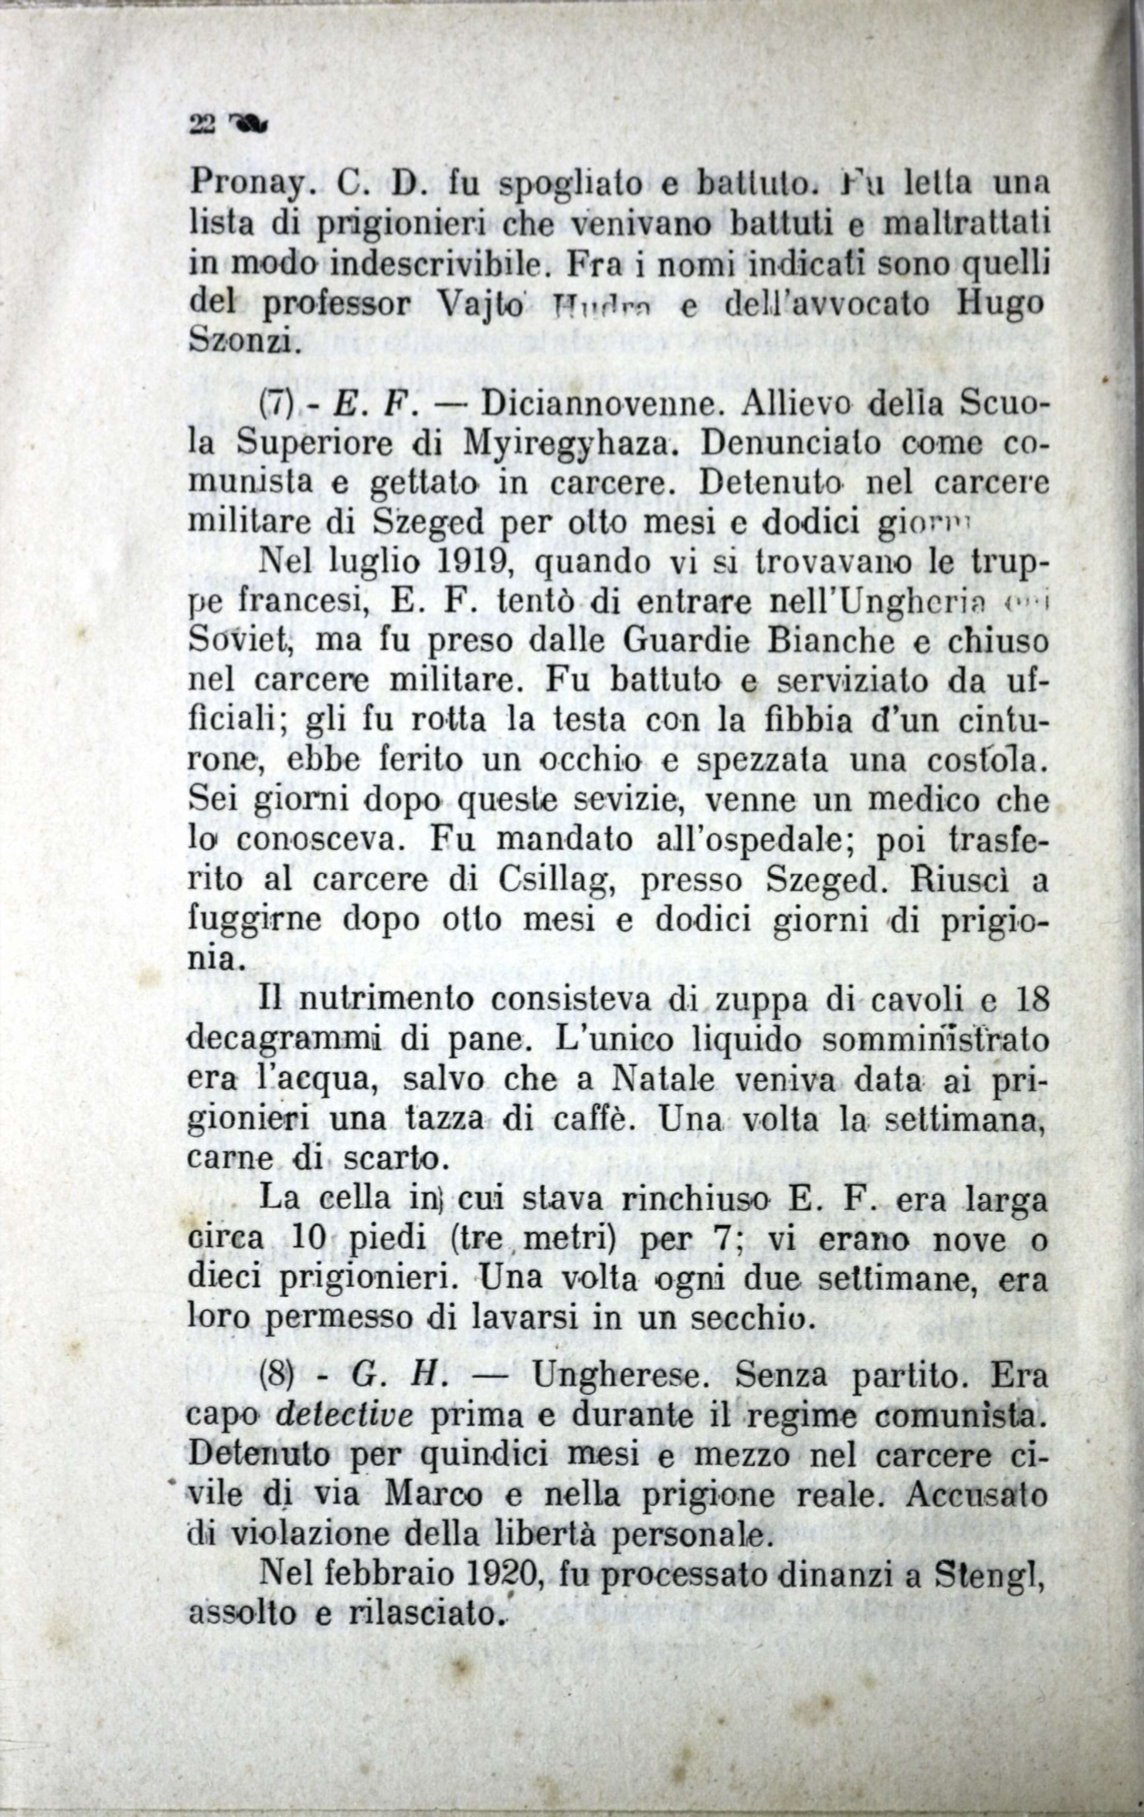 22
Pronay. C. D. fu spogliato e battuto. Fu letta una
lista di prigionieri che venivano battuti e maltrattati
in modo indescrivibile. Fra i nomi indicati sono quelli
del professor Vajto e dell'avvocato Hugo
Szonzi.
(7) - E. F. — Diciannovenne. Allievo della Scuo-
la Superiore di Myiregyhaza. Denunciato come co-
munista e gettato in carcere. Detenuto nel carcere
militare di Szeged per otto mesi e dodici giorni
Nel luglio 1919, quando vi si trovavano le trup-
pe francesi, E. F. tentò di entrare nell'Ungheria
Soviet, ma fu preso dalle Guardie Bianche e chiuso
nel carcere militare. Fu battuto e serviziato da uf-
ficiali; gli fu rotta la testa con la fibbia d'un cintu-
rone, ebbe ferito un occhio e spezzata una costola.
Sei giorni dopo queste sevizie, venne un medico che
lo conosceva. Fu mandato all'ospedale; poi trasfe-
rito al carcere di Csillag, presso Szeged. Riuscì a
fuggirne dopo otto mesi e dodici giorni di prigio-
nia.
Il nutrimento consisteva di zuppa di cavoli e 18
decagrammi di pane. L'unico liquido somministrato
era l'acqua, salvo che a Natale veniva data ai pri-
gionieri una tazza di caffè. Una volta la settimana,
carne di scarto.
La cella in cui stava rinchiuso E. F. era larga
circa 10 piedi (tre metri) per 7; vi erano nove o
dieci prigionieri. Una volta ogni due settimane, era
loro permesso di lavarsi in un secchio.
(8) - G. H. — Ungherese. Senza partito. Era
capo detective prima e durante il regime comunista.
Detenuto per quindici mesi e mezzo nel carcere ci-
vile di via Marco e nella prigione reale. Accusato
di violazione della libertà personale.
Nel febbraio 1920, fu processato dinanzi a Stengl,
assolto e rilasciato.